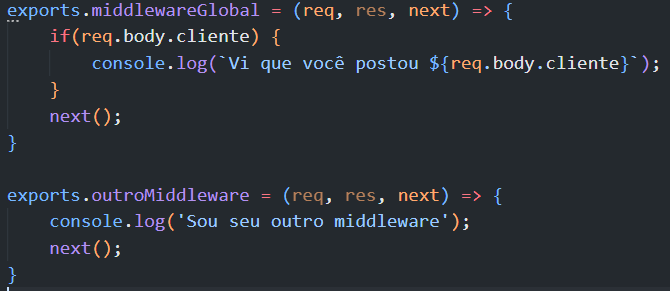 exports.middlewareGlobal = (req, res, next) => {
    if(req.body.cliente) {
        console.log(`Vi que você postou ${req.body.cliente}`);
    }
    next();
}

exports.outroMiddleware = (req, res, next) => {
    console.log('Sou seu outro middleware');
    next();
}